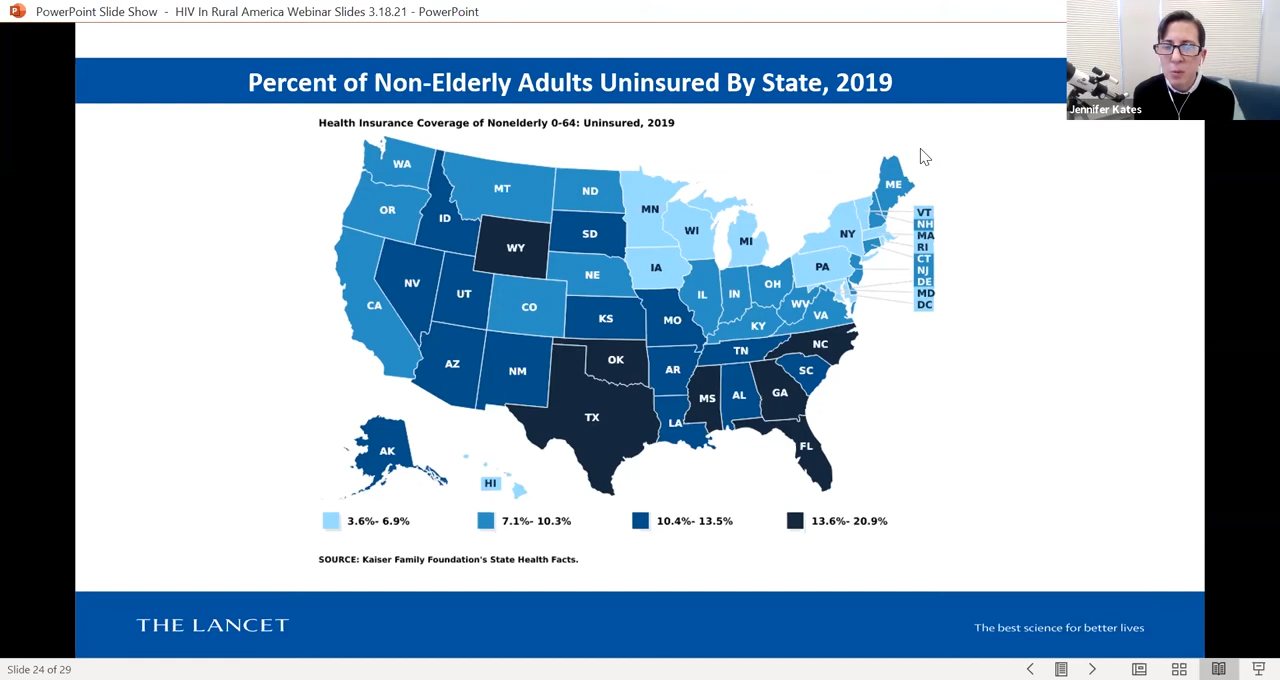 PowerPoint Slide Show - HIV In Rural America Webinar Slides 3.18.21 - PowerPoint
Jennifer Kates
Percent of Non-Elderly Adults Uninsured By State, 2019
Health Insurance Coverage of Nonelderly 0-64: Uninsured, 2019
WA
MT
ND
MN
ME
OR
ID
WY
SD
WI
MI
NY
VT
NH
MA
RI
CT
NJ
DE
MD
DC
NV
UT
CO
NE
IA
IL
IN
OH
PA
CA
KS
MO
KY
WV
VA
AZ
NM
OK
AR
TN
NC
SC
TX
LA
MS
AL
GA
FL
AK
HI
3.6%- 6.9%
7.1%- 10.3%
10.4%- 13.5%
13.6%- 20.9%
SOURCE: Kaiser Family Foundation's State Health Facts.
THE LANCET
The best science for better lives
Slide 24 of 29